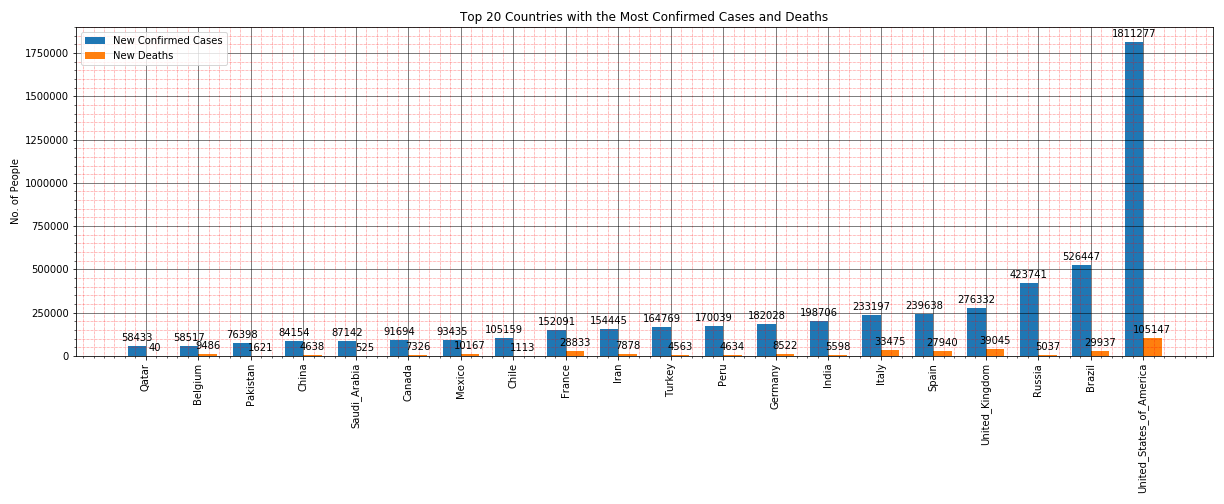 Top 20 Countries with the Most Confirmed Cases and Deaths
New Confirmed Cases
New Deaths
No. of People
1750000
1500000
1250000
1000000
750000
500000
250000
0
58433
40
58517
9486
76398
1621
84154
4638
87142
525
91694
7326
93435
10167
105159
1113
152091
28833
154445
7878
164769
4563
170039
4634
182028
8522
198706
5598
233197
33475
239638
27940
276332
39045
423741
5037
526447
29937
1811277
105147
Qatar
Belgium
Pakistan
China
Saudi_Arabia
Canada
Mexico
Chile
France
Iran
Turkey
Peru
Germany
India
Italy
Spain
United_Kingdom
Russia
Brazil
United_States_of_America